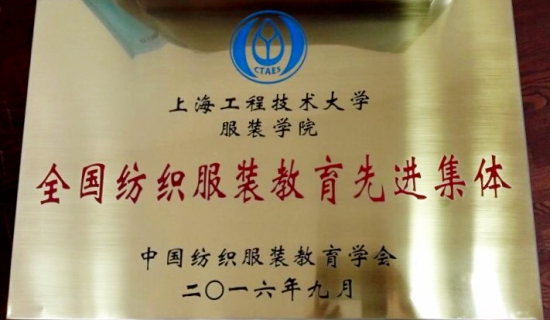 CTAES
上海工程技术大学
服装学院
全国纺织服装教育先进集体
中国纺织服装教育学会
二〇一六年九月